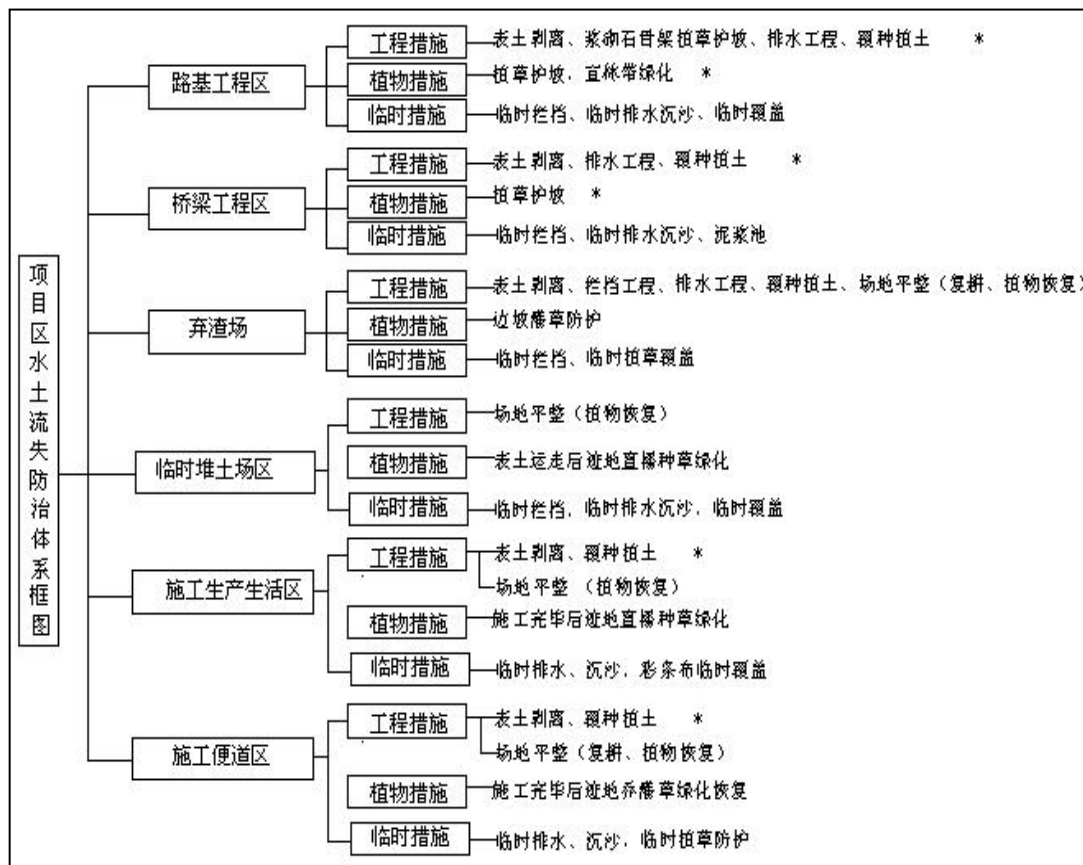 项目区水土流失防治体系框图
路基工程区
工程措施 表土剥离、浆砌石骨架植草护坡、排水工程、覆种植土 *
植物措施 植草护坡, 宜林带绿化 *
临时措施 临时拦挡、临时排水沉沙、临时覆盖
桥梁工程区
工程措施 表土剥离、排水工程、覆种植土 *
植物措施 植草护坡 *
临时措施 临时拦挡、临时排水沉沙、泥浆池
弃渣场
工程措施 表土剥离、拦挡工程、排水工程、覆种植土、场地平整(复耕、植物恢复)
植物措施 边坡灌草防护
临时措施 临时拦挡、临时植草覆盖
临时堆土场区
工程措施 场地平整(植物恢复)
植物措施 表土运走后迹地直播种草绿化
临时措施 临时拦挡, 临时排水沉沙, 临时覆盖
施工生产生活区
工程措施 表土剥离、覆种植土 *
场地平整 (植物恢复)
植物措施 施工完毕后迹地直播种草绿化
临时措施 临时排水、沉沙, 彩条布临时覆盖
施工便道区
工程措施 表土剥离、覆种植土 *
场地平整(复耕、植物恢复)
植物措施 施工完毕后迹地乔灌草绿化恢复
临时措施 临时排水、沉沙, 临时植草防护